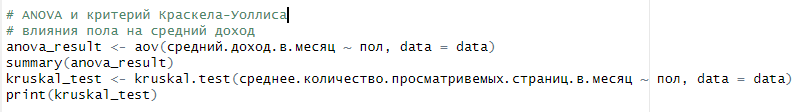 # ANOVA и критерий Краскела-Уоллиса
# влияния пола на средний доход
anova_result <- aov(средний.доход.в.месяц ~ пол, data = data)
summary(anova_result)
kruskal_test <- kruskal.test(среднее.количество.просматривемых.страниц.в.месяц ~ пол, data = data)
print(kruskal_test)